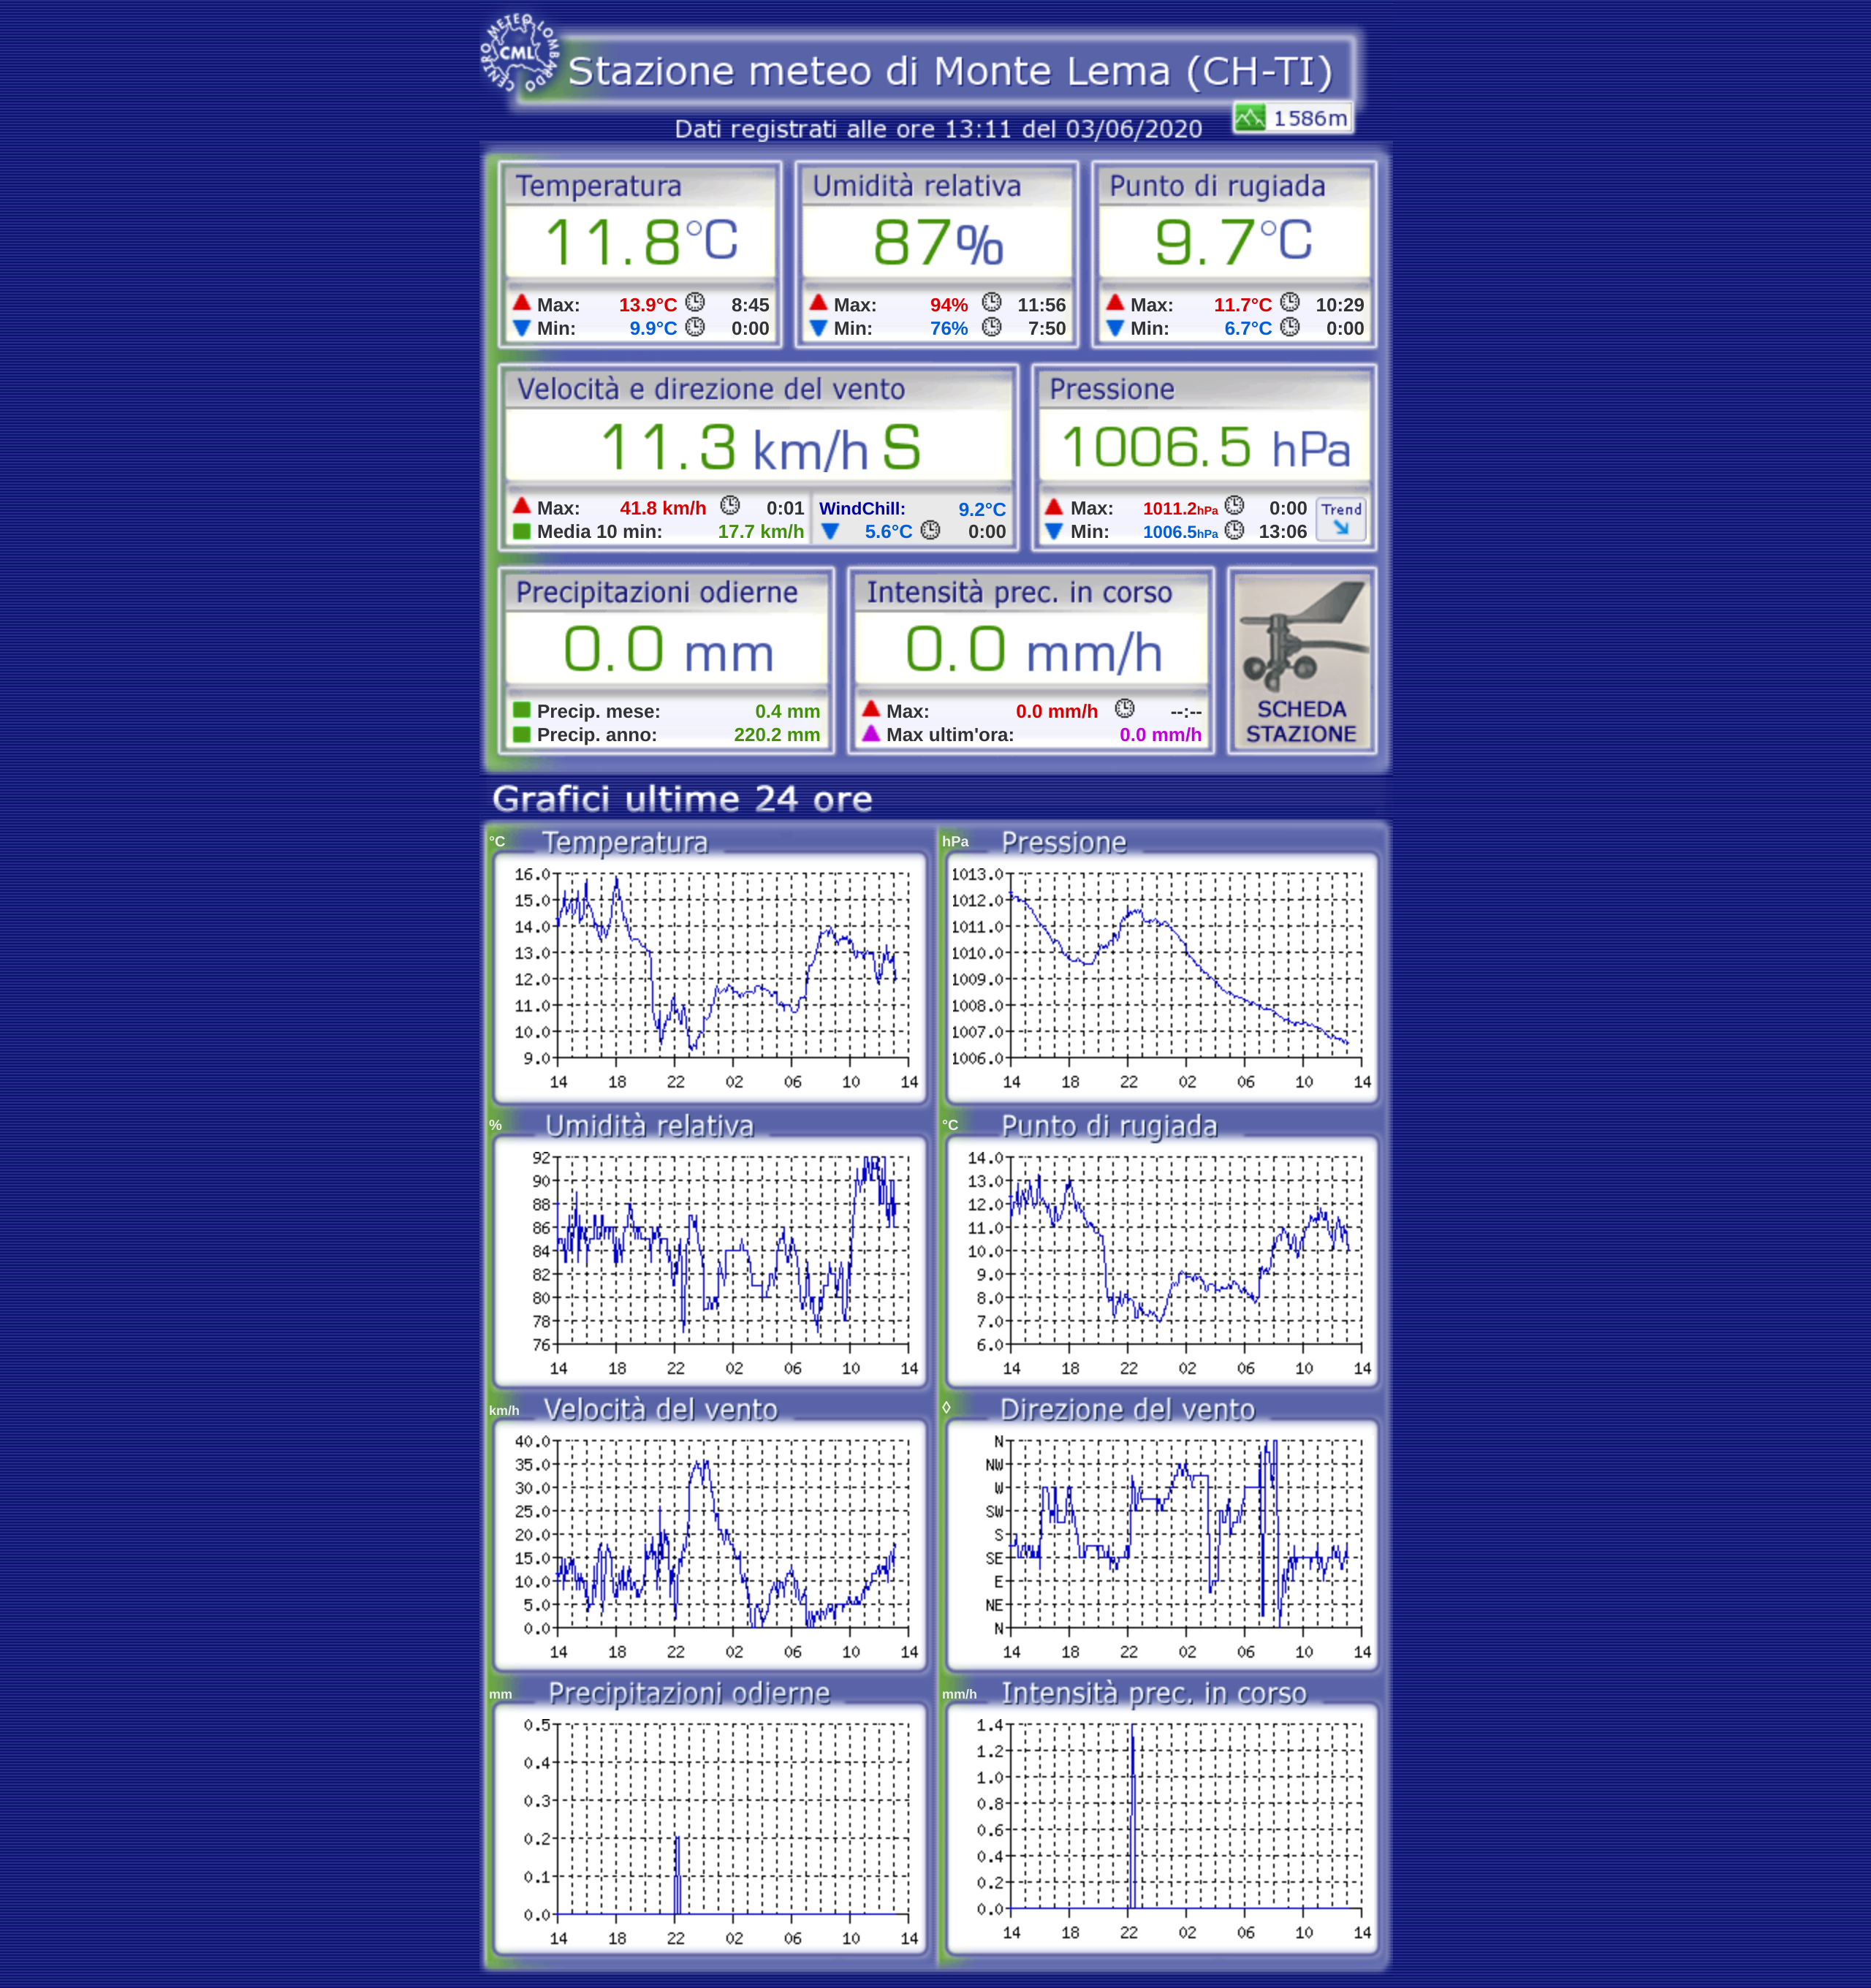 CENTRO METEO LOMBARDO
CML
Stazione meteo di Monte Lema (CH-TI)
1586m
Dati registrati alle ore 13:11 del 03/06/2020
Temperatura Umidità relativa Punto di rugiada
11.8°C 87% 9.7°C
Max: 13.9°C 8:45 Max: 94% 11:56 Max: 11.7°C 10:29
Min: 9.9°C 0:00 Min: 76% 7:50 Min: 6.7°C 0:00
Velocità e direzione del vento Pressione
11.3 km/h S 1006.5 hPa
Max: 41.8 km/h 0:01 WindChill: 9.2°C Max: 1011.2hPa 0:00 Trend
Media 10 min: 17.7 km/h 5.6°C 0:00 Min: 1006.5hPa 13:06
Precipitazioni odierne Intensità prec. in corso
0.0 mm 0.0 mm/h
Precip. mese: 0.4 mm Max: 0.0 mm/h --:-- SCHEDA
Precip. anno: 220.2 mm Max ultim'ora: 0.0 mm/h STAZIONE
Grafici ultime 24 ore
°C Temperatura
16.0
15.0
14.0
13.0
12.0
11.0
10.0
9.0
14 18 22 02 06 10 14
hPa Pressione
1013.0
1012.0
1011.0
1010.0
1009.0
1008.0
1007.0
1006.0
14 18 22 02 06 10 14
% Umidità relativa
92
90
88
86
84
82
80
78
76
14 18 22 02 06 10 14
°C Punto di rugiada
14.0
13.0
12.0
11.0
10.0
9.0
8.0
7.0
6.0
14 18 22 02 06 10 14
km/h Velocità del vento
40.0
35.0
30.0
25.0
20.0
15.0
10.0
5.0
0.0
14 18 22 02 06 10 14
◊ Direzione del vento
N
NW
W
SW
S
SE
E
NE
N
14 18 22 02 06 10 14
mm Precipitazioni odierne
0.5
0.4
0.3
0.2
0.1
0.0
14 18 22 02 06 10 14
mm/h Intensità prec. in corso
1.4
1.2
1.0
0.8
0.6
0.4
0.2
0.0
14 18 22 02 06 10 14